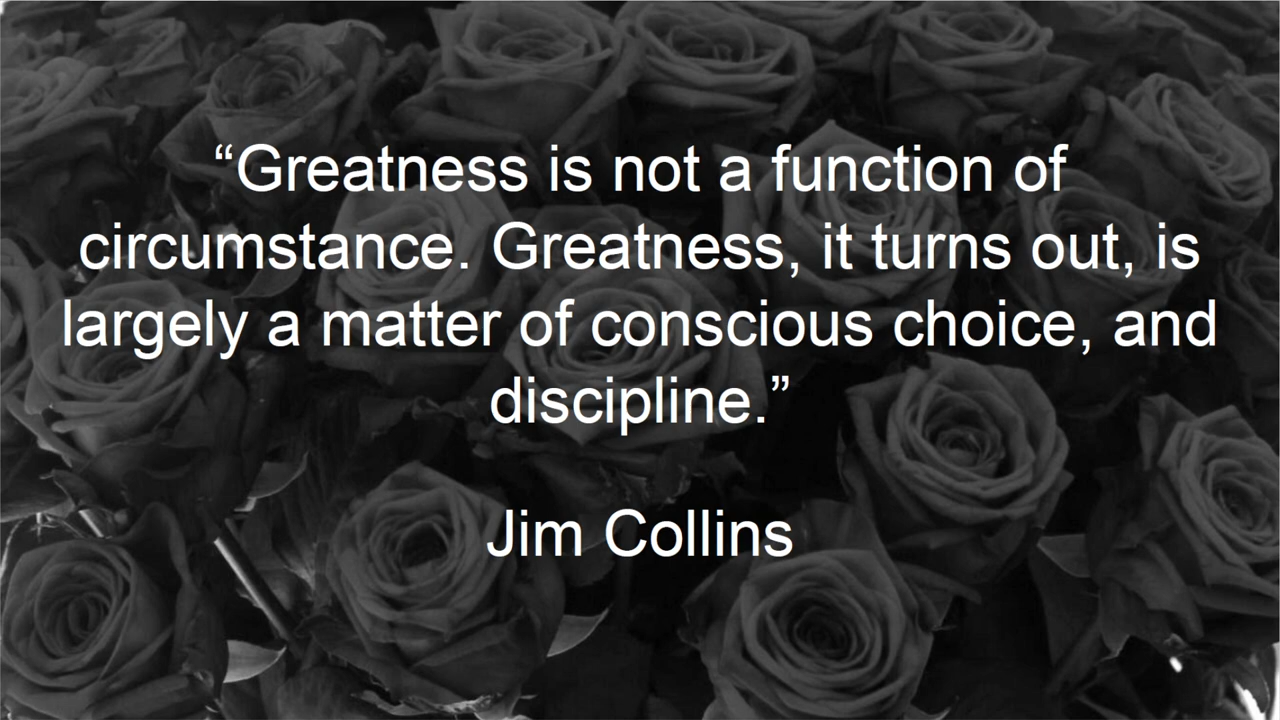 “Greatness is not a function of
circumstance. Greatness, it turns out, is
largely a matter of conscious choice, and
discipline.”
Jim Collins